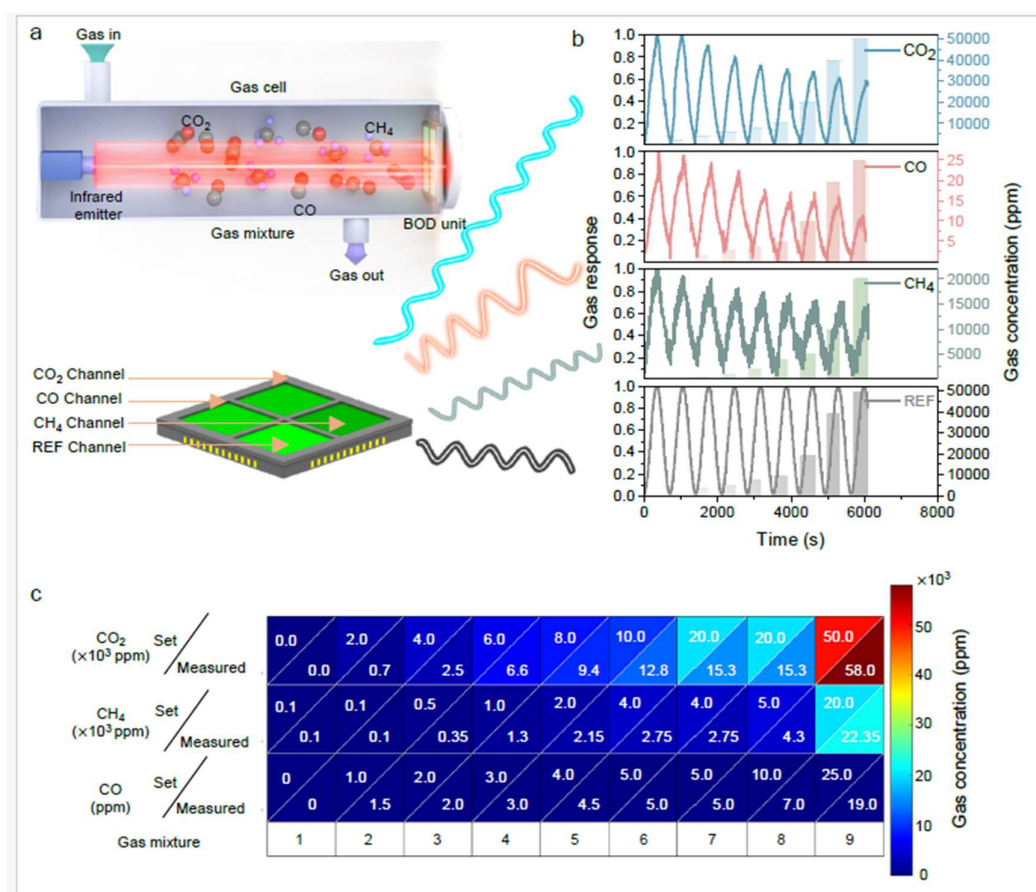 a
Gas in
Gas cell
CO2
CH4
Infrared
emitter
CO
BOD unit
Gas mixture
Gas out
CO2 Channel
CO Channel
CH4 Channel
REF Channel
b
1.0
0.8
0.6
0.4
0.2
CO2
50000
40000
30000
20000
10000
1.0
0.8
0.6
0.4
0.2
CO
25
20
15
10
5
1.0
0.8
0.6
0.4
0.2
CH4
20000
15000
10000
5000
1.0
0.8
0.6
0.4
0.2
0.0
REF
50000
40000
30000
20000
10000
0
Gas response
Gas concentration (ppm)
0 2000 4000 6000 8000
Time (s)
c
CO2
(×10³ ppm)
Set
0.0 2.0 4.0 6.0 8.0 10.0 20.0 20.0 50.0
Measured
0.0 0.7 2.5 6.6 9.4 12.8 15.3 15.3 58.0
CH4
(×10³ ppm)
Set
0.1 0.1 0.5 1.0 2.0 4.0 4.0 5.0 20.0
Measured
0.1 0.1 0.35 1.3 2.15 2.75 2.75 4.3 22.35
CO
(ppm)
Set
0 1.0 2.0 3.0 4.0 5.0 5.0 10.0 25.0
Measured
0 1.5 2.0 3.0 4.5 5.0 5.0 7.0 19.0
Gas mixture 1 2 3 4 5 6 7 8 9
×10³
50
40
30
20
10
0
Gas concentration (ppm)